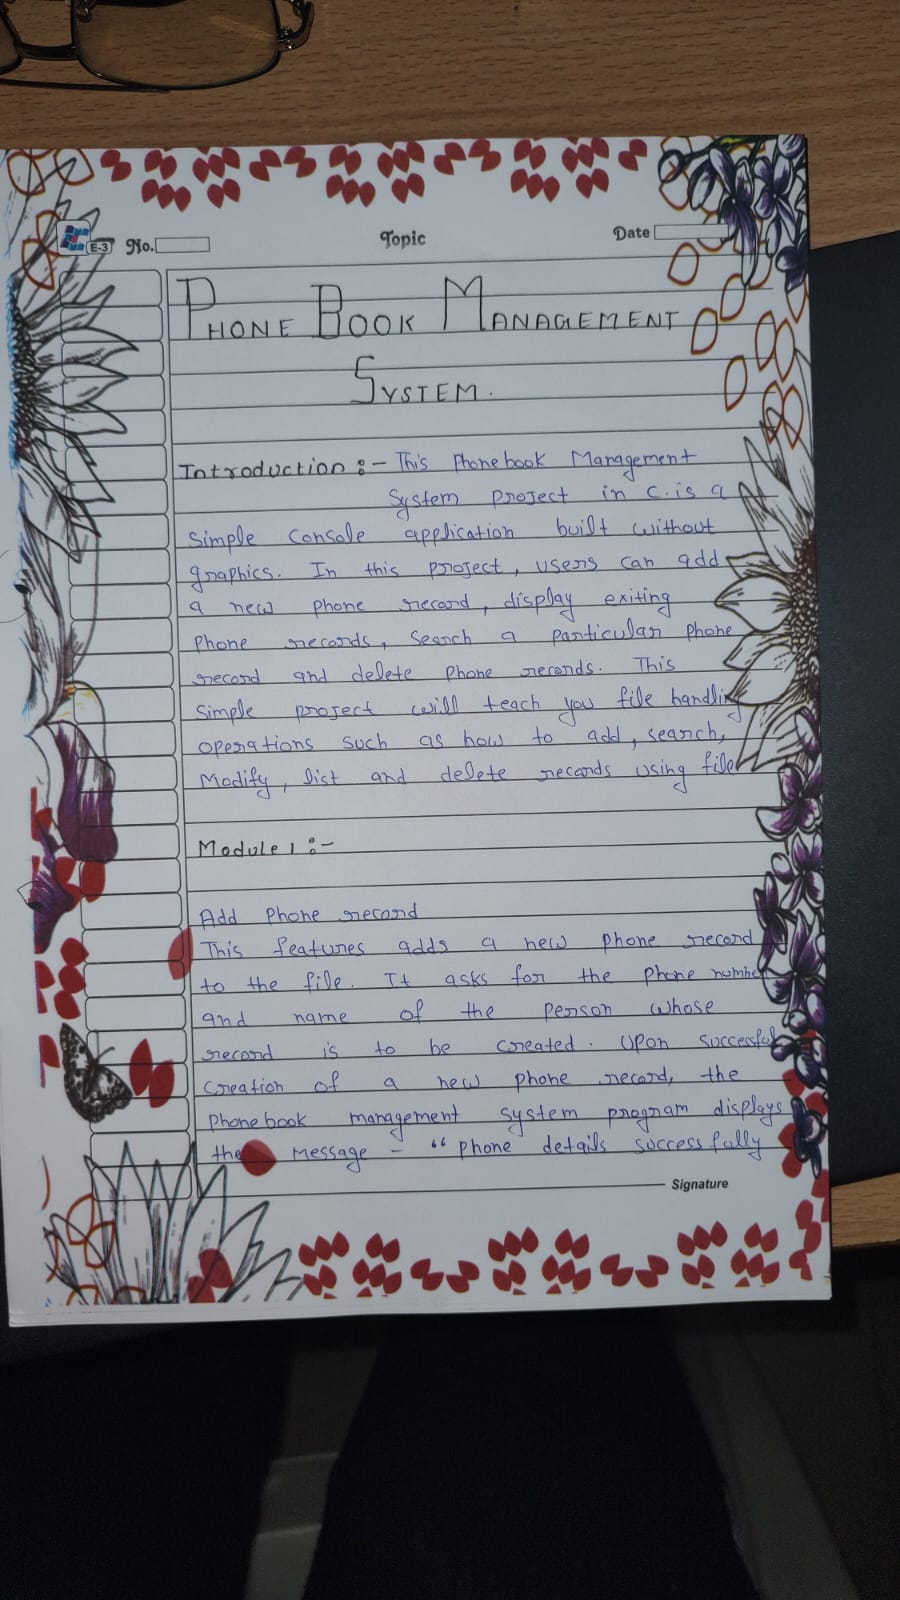 E-3 No.
Topic
Date
PHONE BOOK MANAGEMENT
SYSTEM.
Introduction :- This Phonebook Management
System project in C.is a
Simple Console application built without
graphics. In this project, users can add
a new phone record, display exiting
Phone records, Search a particular phone
record and delete phone records. This
Simple project will teach you file handling
operations such as how to add, search,
Modify, list and delete records using file
Module 1 :-
Add Phone record
This features adds a new phone record
to the file. It asks for the phone number
and name of the person whose
record is to be created. Upon successful
Creation of a new phone record, the
Phonebook management system program displays
the message - " phone details successfully
Signature